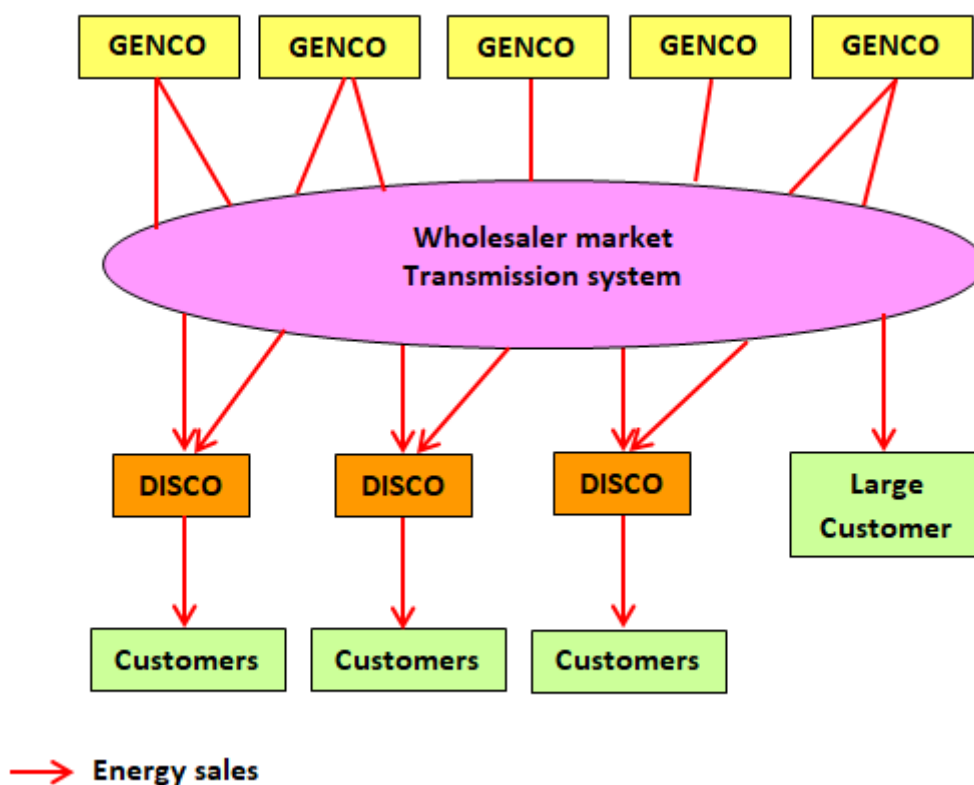 GENCO
GENCO
GENCO
GENCO
GENCO
Wholesaler market
Transmission system
DISCO
DISCO
DISCO
Large
Customer
Customers
Customers
Customers
Energy sales